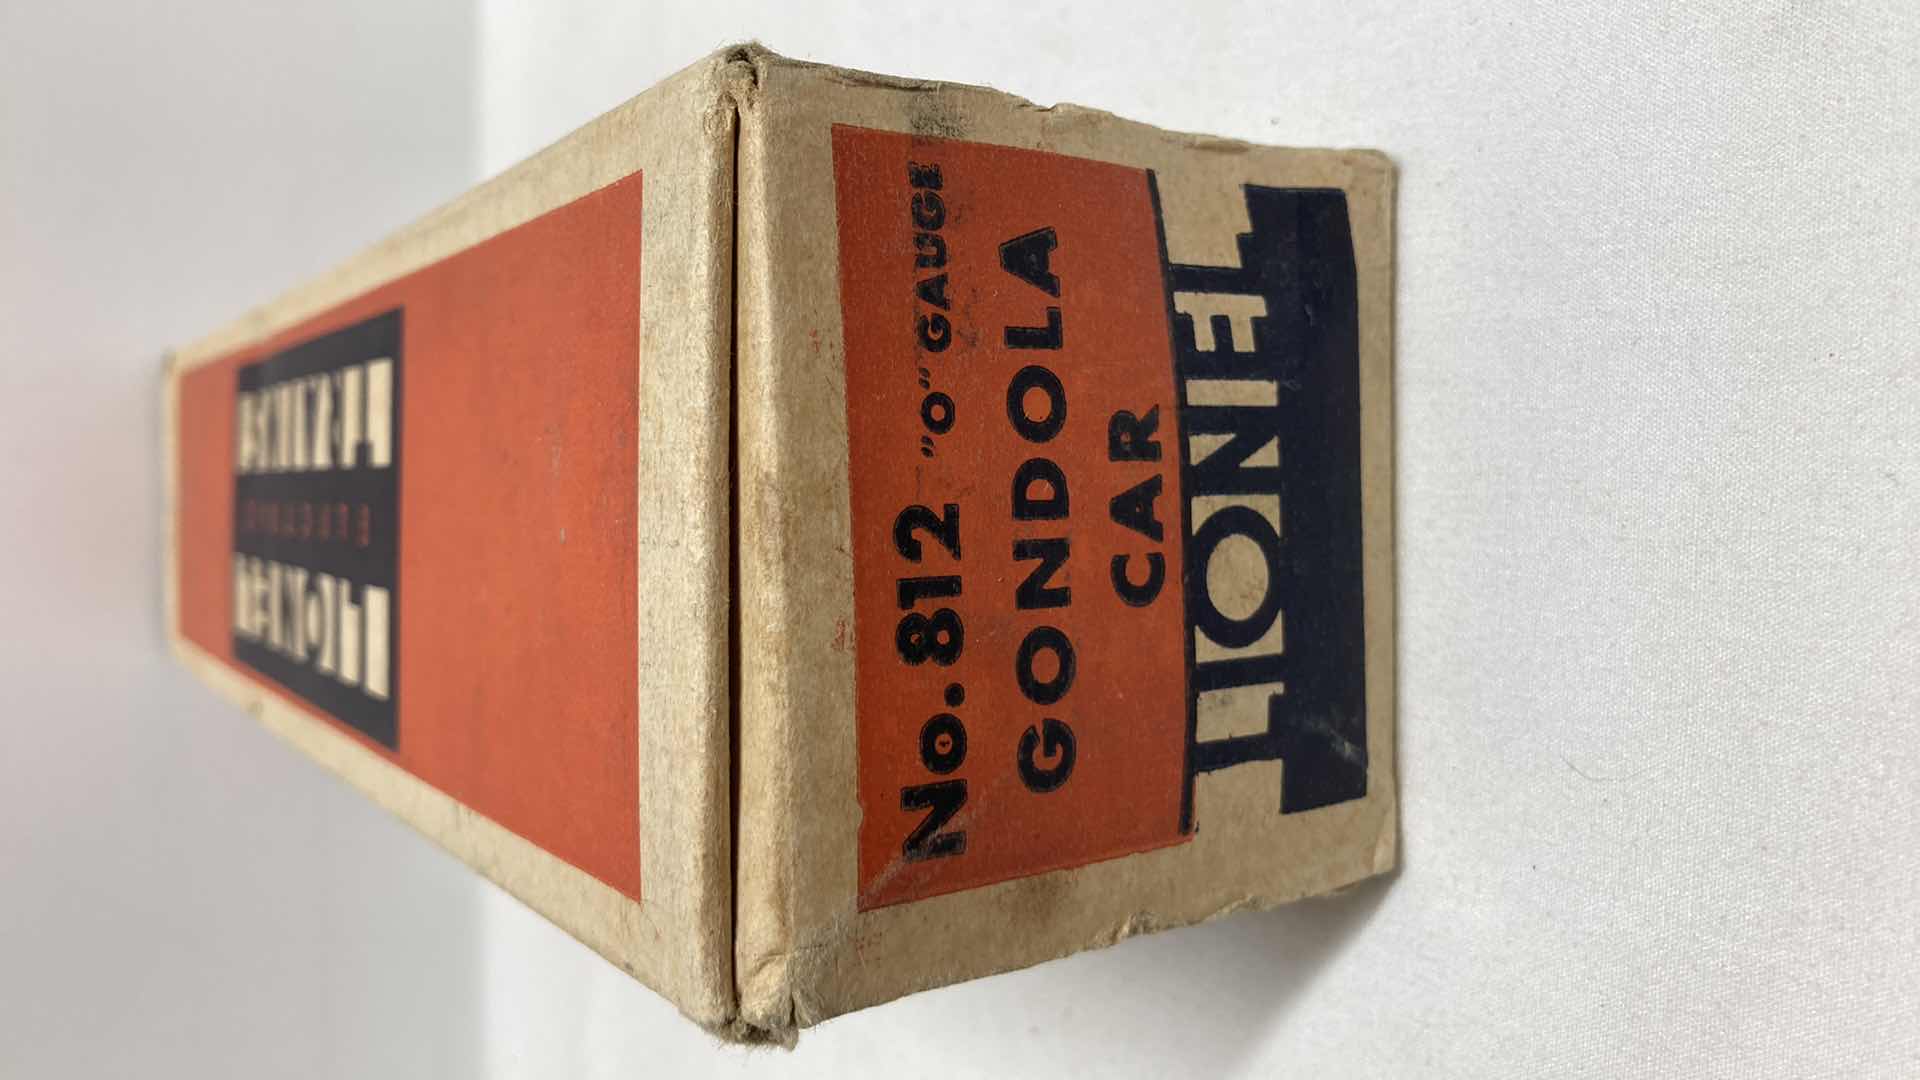 No. 812 "O" GAUGE
GONDOLA
CAR
LIONEL